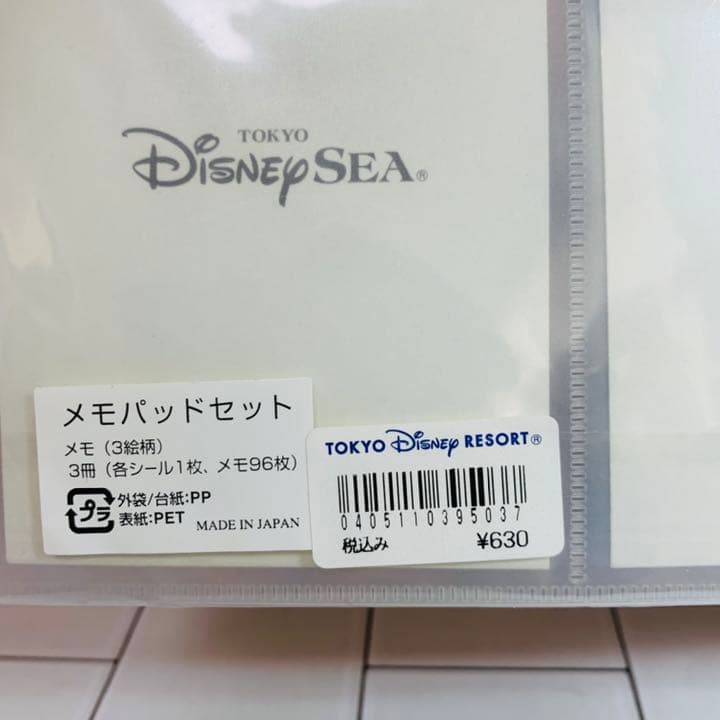 TOKYO
DISNEY SEA®
メモパッドセット
メモ（3絵柄）
3冊（各シール1枚、メモ96枚）
プラ
外袋/台紙:PP
表紙:PET
MADE IN JAPAN
TOKYO DISNEY RESORT®
0405110395037
税込み ¥630